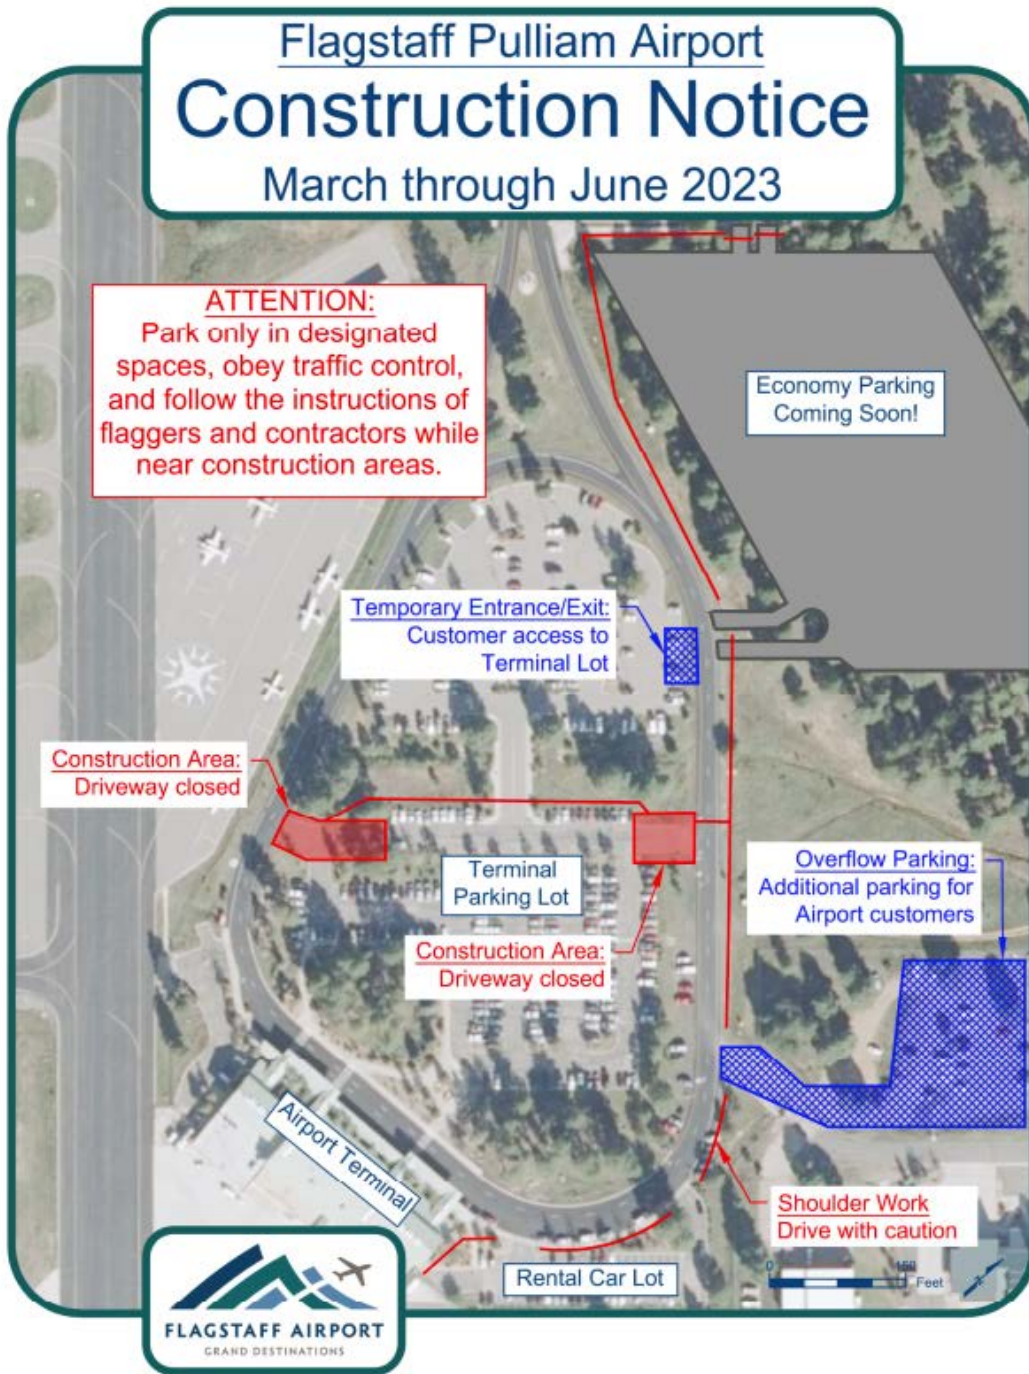 Flagstaff Pulliam Airport
Construction Notice
March through June 2023
ATTENTION:
Park only in designated
spaces, obey traffic control,
and follow the instructions of
flaggers and contractors while
near construction areas.
Economy Parking
Coming Soon!
Temporary Entrance/Exit:
Customer access to
Terminal Lot
Construction Area:
Driveway closed
Terminal
Parking Lot
Overflow Parking:
Additional parking for
Airport customers
Construction Area:
Driveway closed
Airport Terminal
Shoulder Work
Drive with caution
Rental Car Lot
0 150
Feet
FLAGSTAFF AIRPORT
GRAND DESTINATIONS